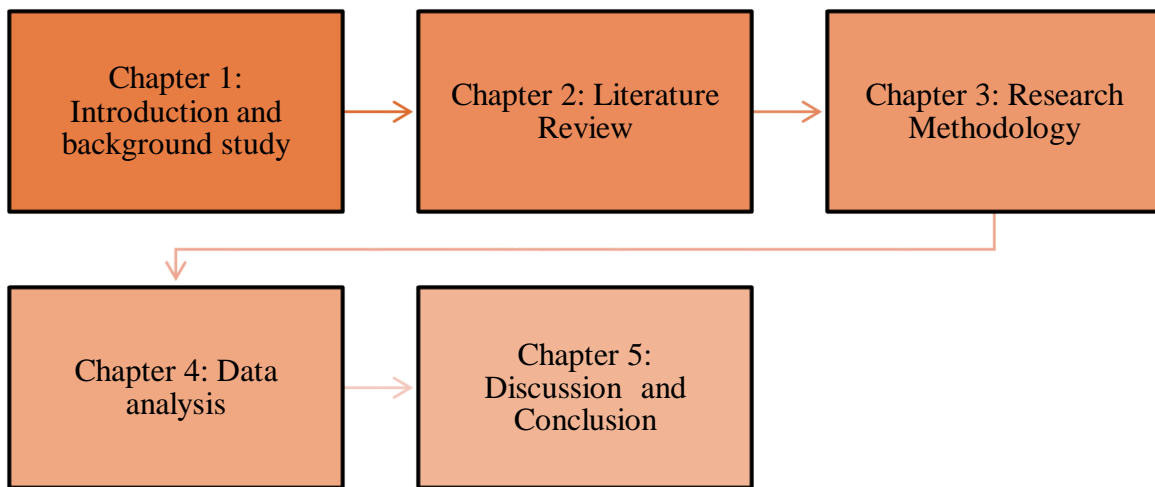 Chapter 1:
Introduction and
background study
Chapter 2: Literature
Review
Chapter 3: Research
Methodology
Chapter 4: Data
analysis
Chapter 5:
Discussion  and
Conclusion